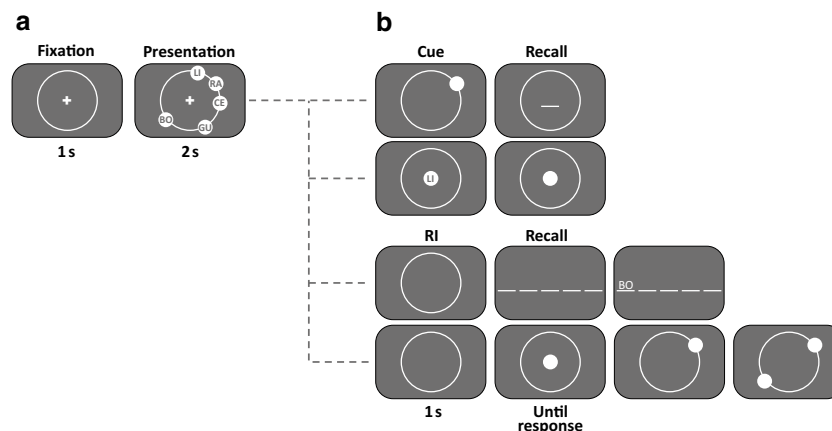 a
Fixation
Presentation
LI
RA
CE
BO
GU
1 s
2 s
b
Cue
Recall
LI
RI
Recall
BO
1 s
Until
response